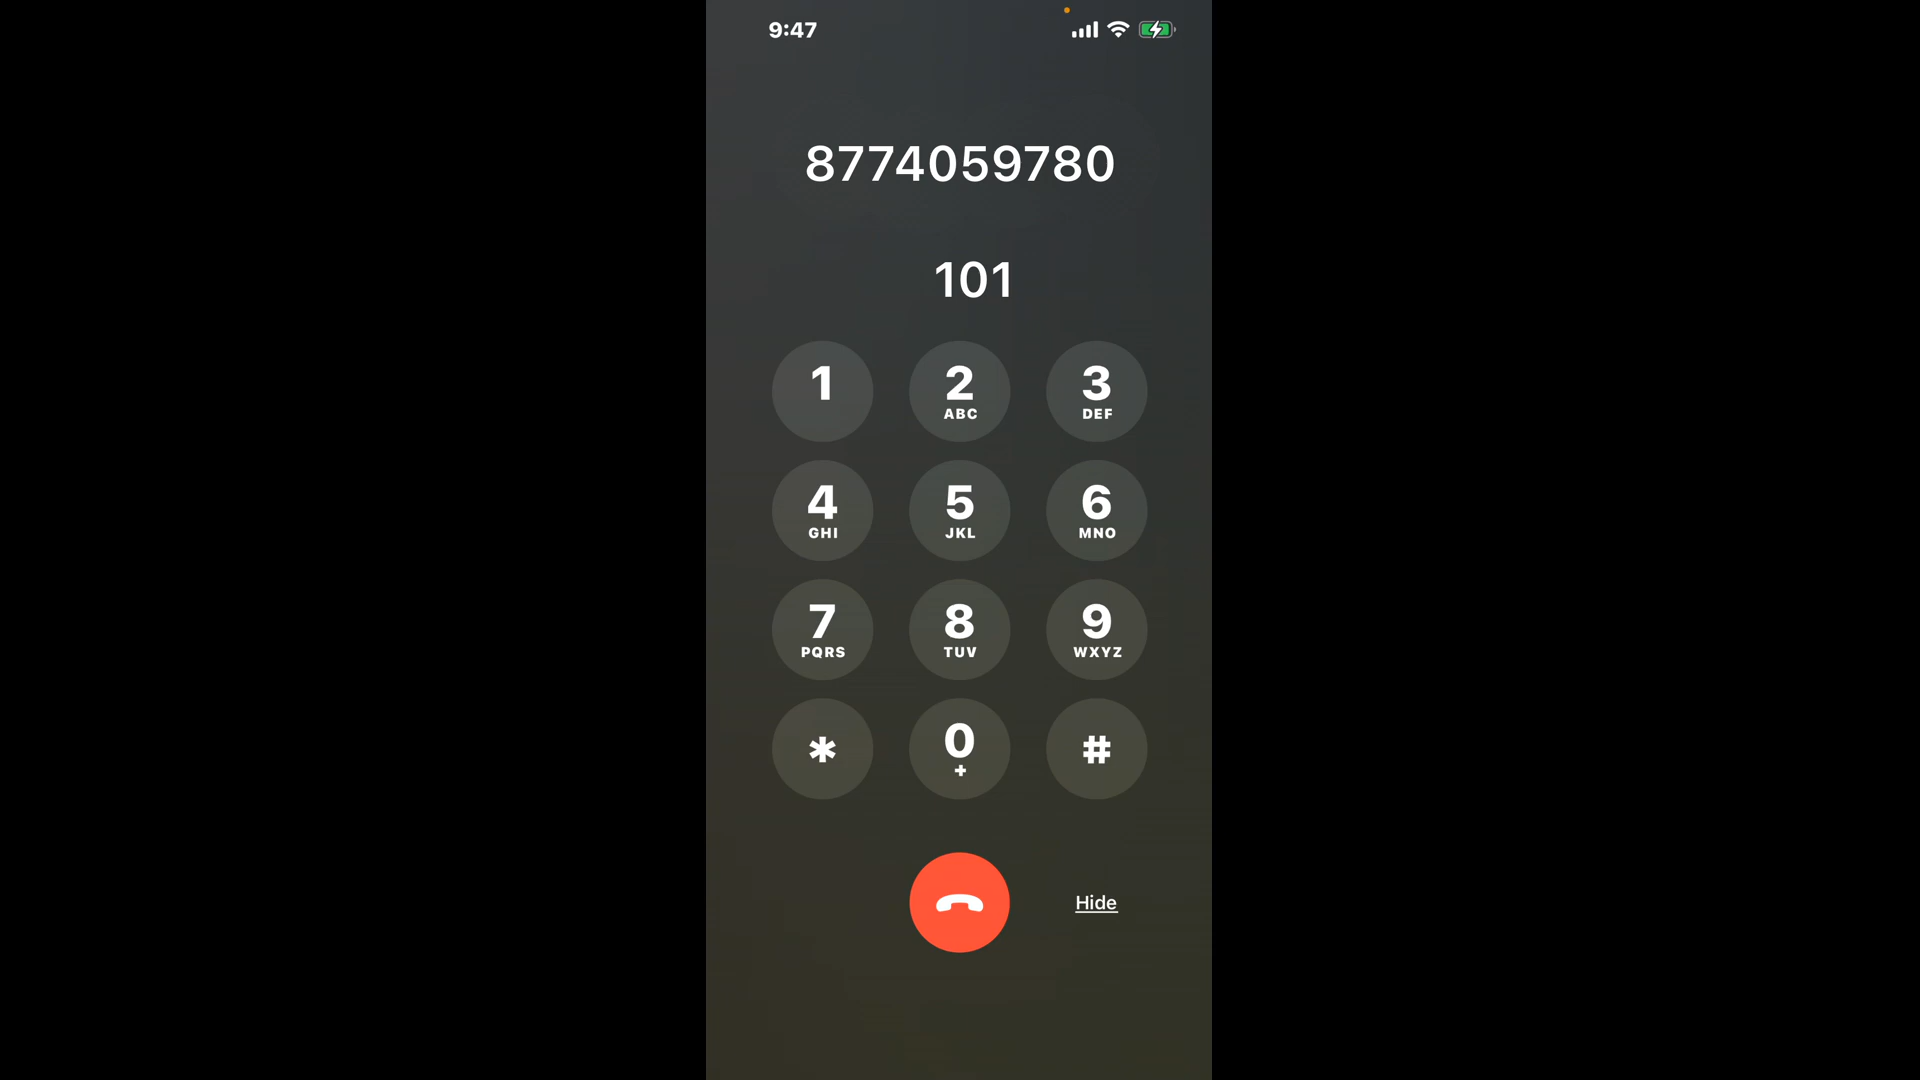 9:47
8774059780
101
1 2 3
ABC DEF
4 5 6
GHI JKL MNO
7 8 9
PQRS TUV WXYZ
* 0 #
+
Hide